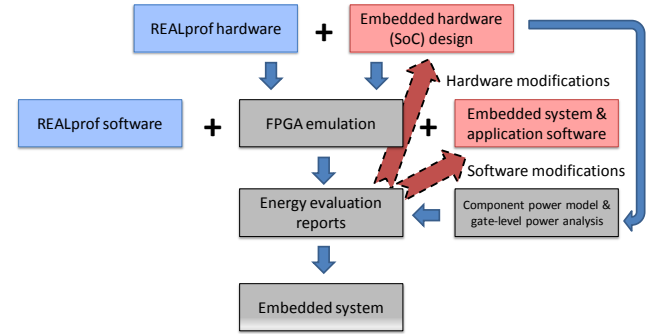 REALprof hardware
+
Embedded hardware
(SoC) design
Hardware modifications
REALprof software
+
FPGA emulation
+
Embedded system &
application software
Software modifications
Energy evaluation
reports
Component power model &
gate-level power analysis
Embedded system